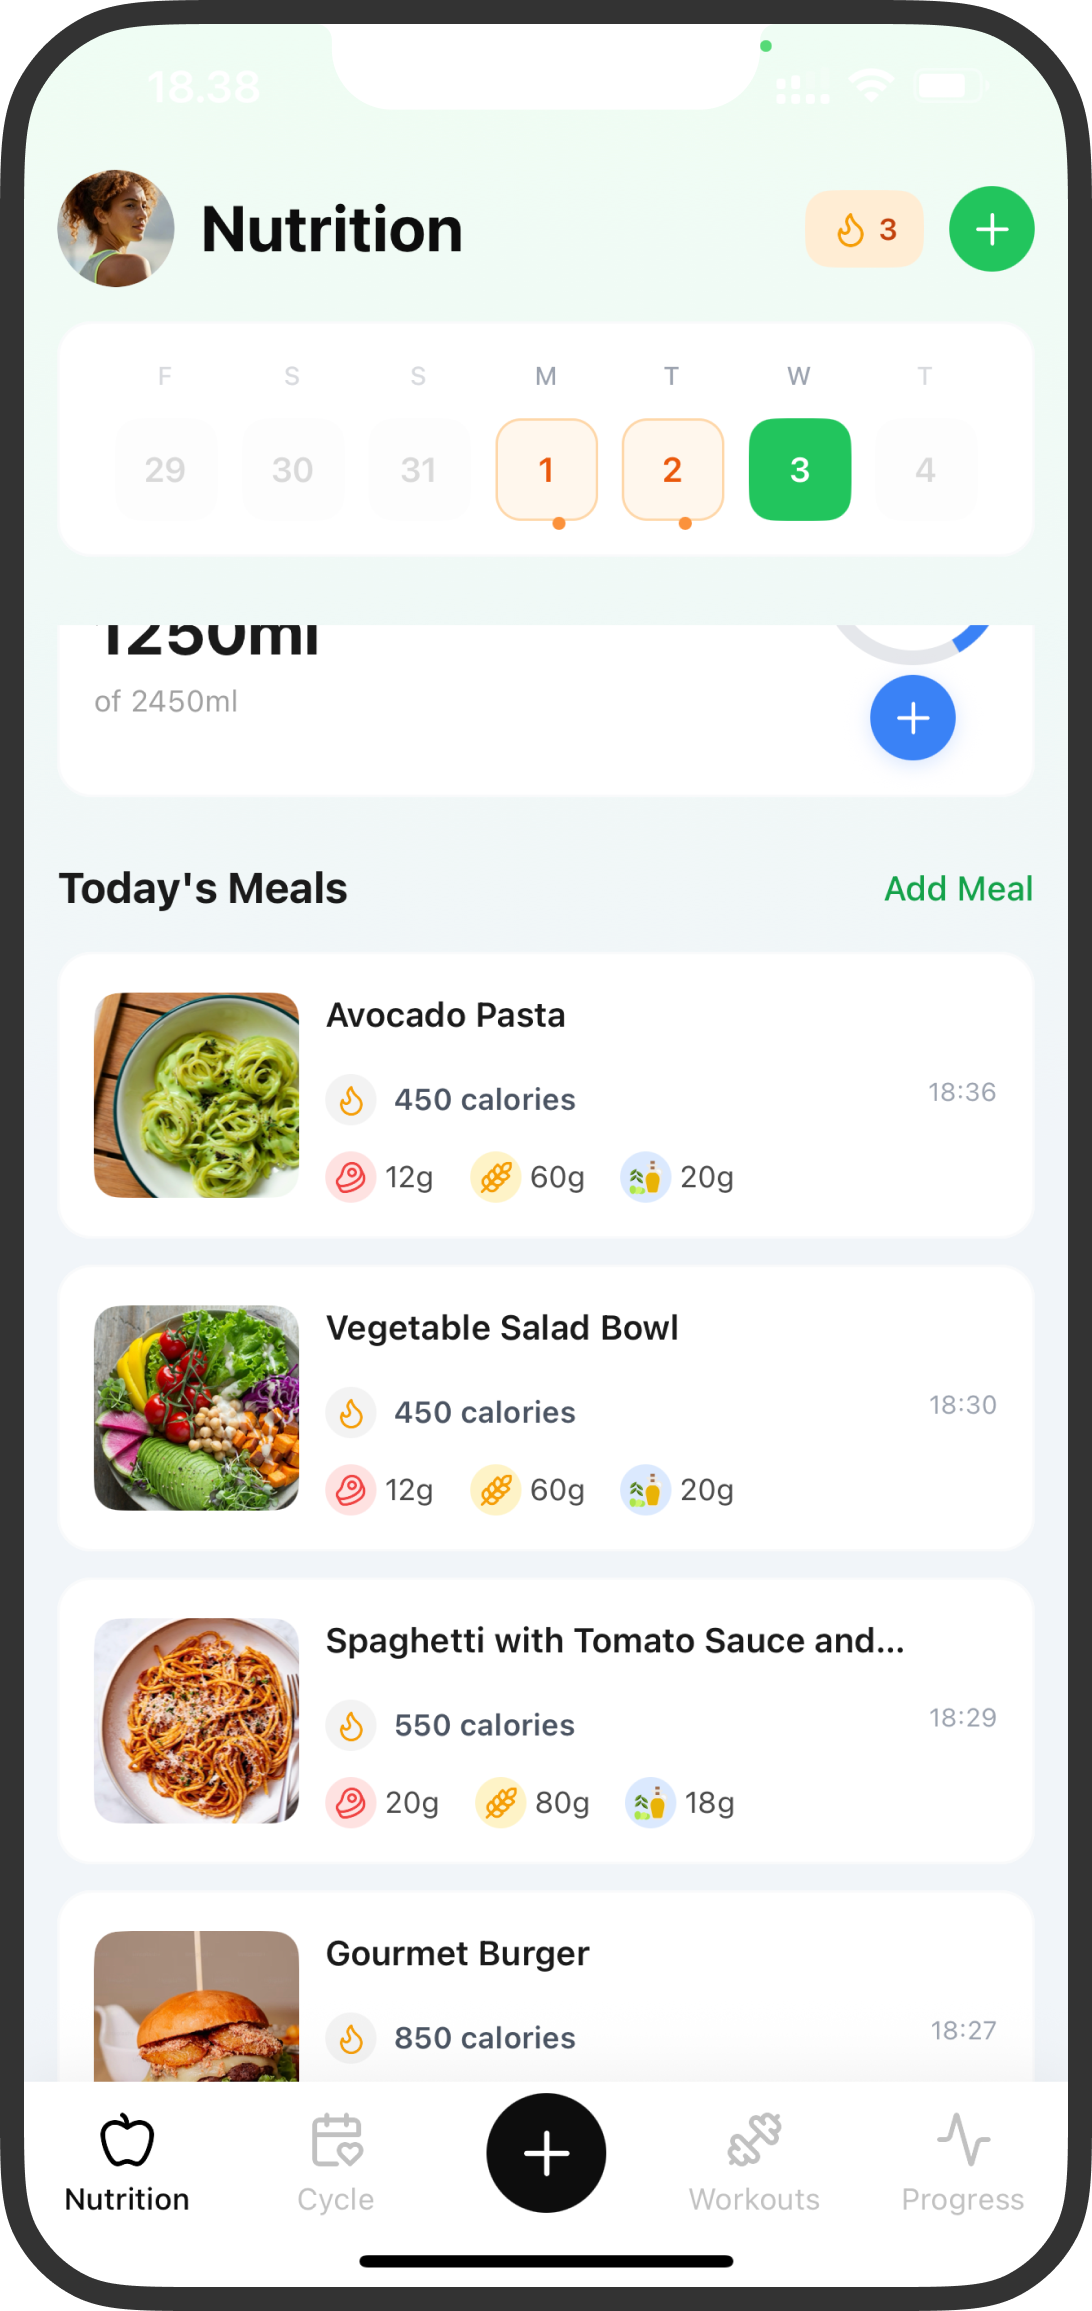 18.38
Nutrition
3
F S S M T W T
29 30 31 1 2 3 4
1250ml
of 2450ml
Today's Meals
Add Meal
Avocado Pasta
450 calories
18:36
12g 60g 20g
Vegetable Salad Bowl
450 calories
18:30
12g 60g 20g
Spaghetti with Tomato Sauce and...
550 calories
18:29
20g 80g 18g
Gourmet Burger
850 calories
18:27
Nutrition Cycle Workouts Progress